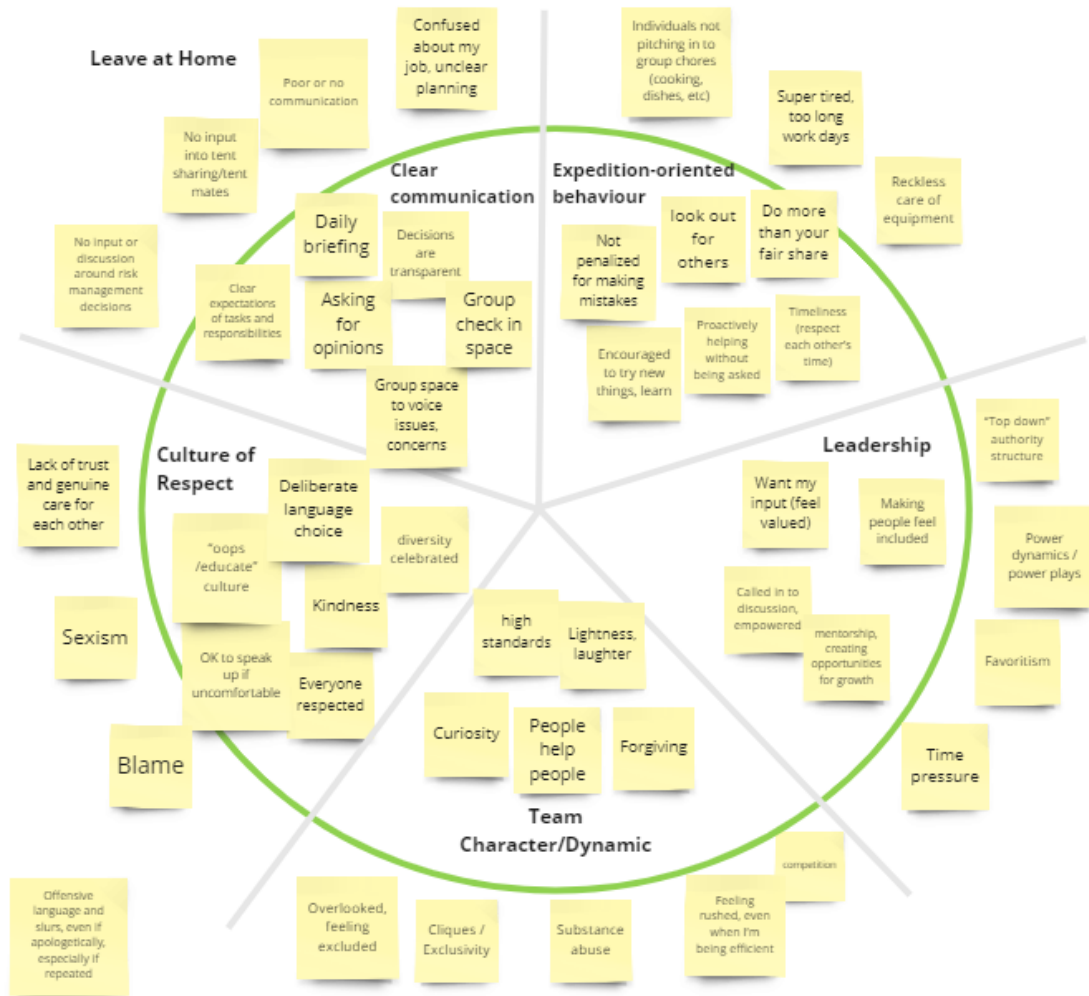 Leave at Home
Confused
about my
job, unclear
planning
Poor or no
communication
No input
into tent
sharing/tent
mates
No input or
discussion
around risk
management
decisions
Clear
communication
Daily
briefing
Decisions
are
transparent
Clear
expectations
of tasks and
responsibilities
Asking
for
opinions
Group
check in
space
Group space
to voice
issues,
concerns
Individuals not
pitching in to
group chores
(cooking,
dishes, etc)
Super tired,
too long
work days
Reckless
care of
equipment
Expedition-oriented
behaviour
Not
penalized
for making
mistakes
look out
for
others
Do more
than your
fair share
Encouraged
to try new
things, learn
Proactively
helping
without
being asked
Timeliness
(respect
each other's
time)
Leadership
"Top down"
authority
structure
Want my
input (feel
valued)
Making
people feel
included
Power
dynamics /
power plays
Called in to
discussion,
empowered
mentorship,
creating
opportunities
for growth
Favoritism
Time
pressure
Culture of
Respect
Lack of trust
and genuine
care for
each other
Deliberate
language
choice
"oops
/educate"
culture
diversity
celebrated
Kindness
Sexism
OK to speak
up if
uncomfortable
Everyone
respected
Blame
Offensive
language and
slurs, even if
apologetically,
especially if
repeated
high
standards
Lightness,
laughter
Curiosity
People
help
people
Forgiving
Team
Character/Dynamic
Overlooked,
feeling
excluded
Cliques /
Exclusivity
Substance
abuse
Feeling
rushed, even
when I'm
being efficient
competition